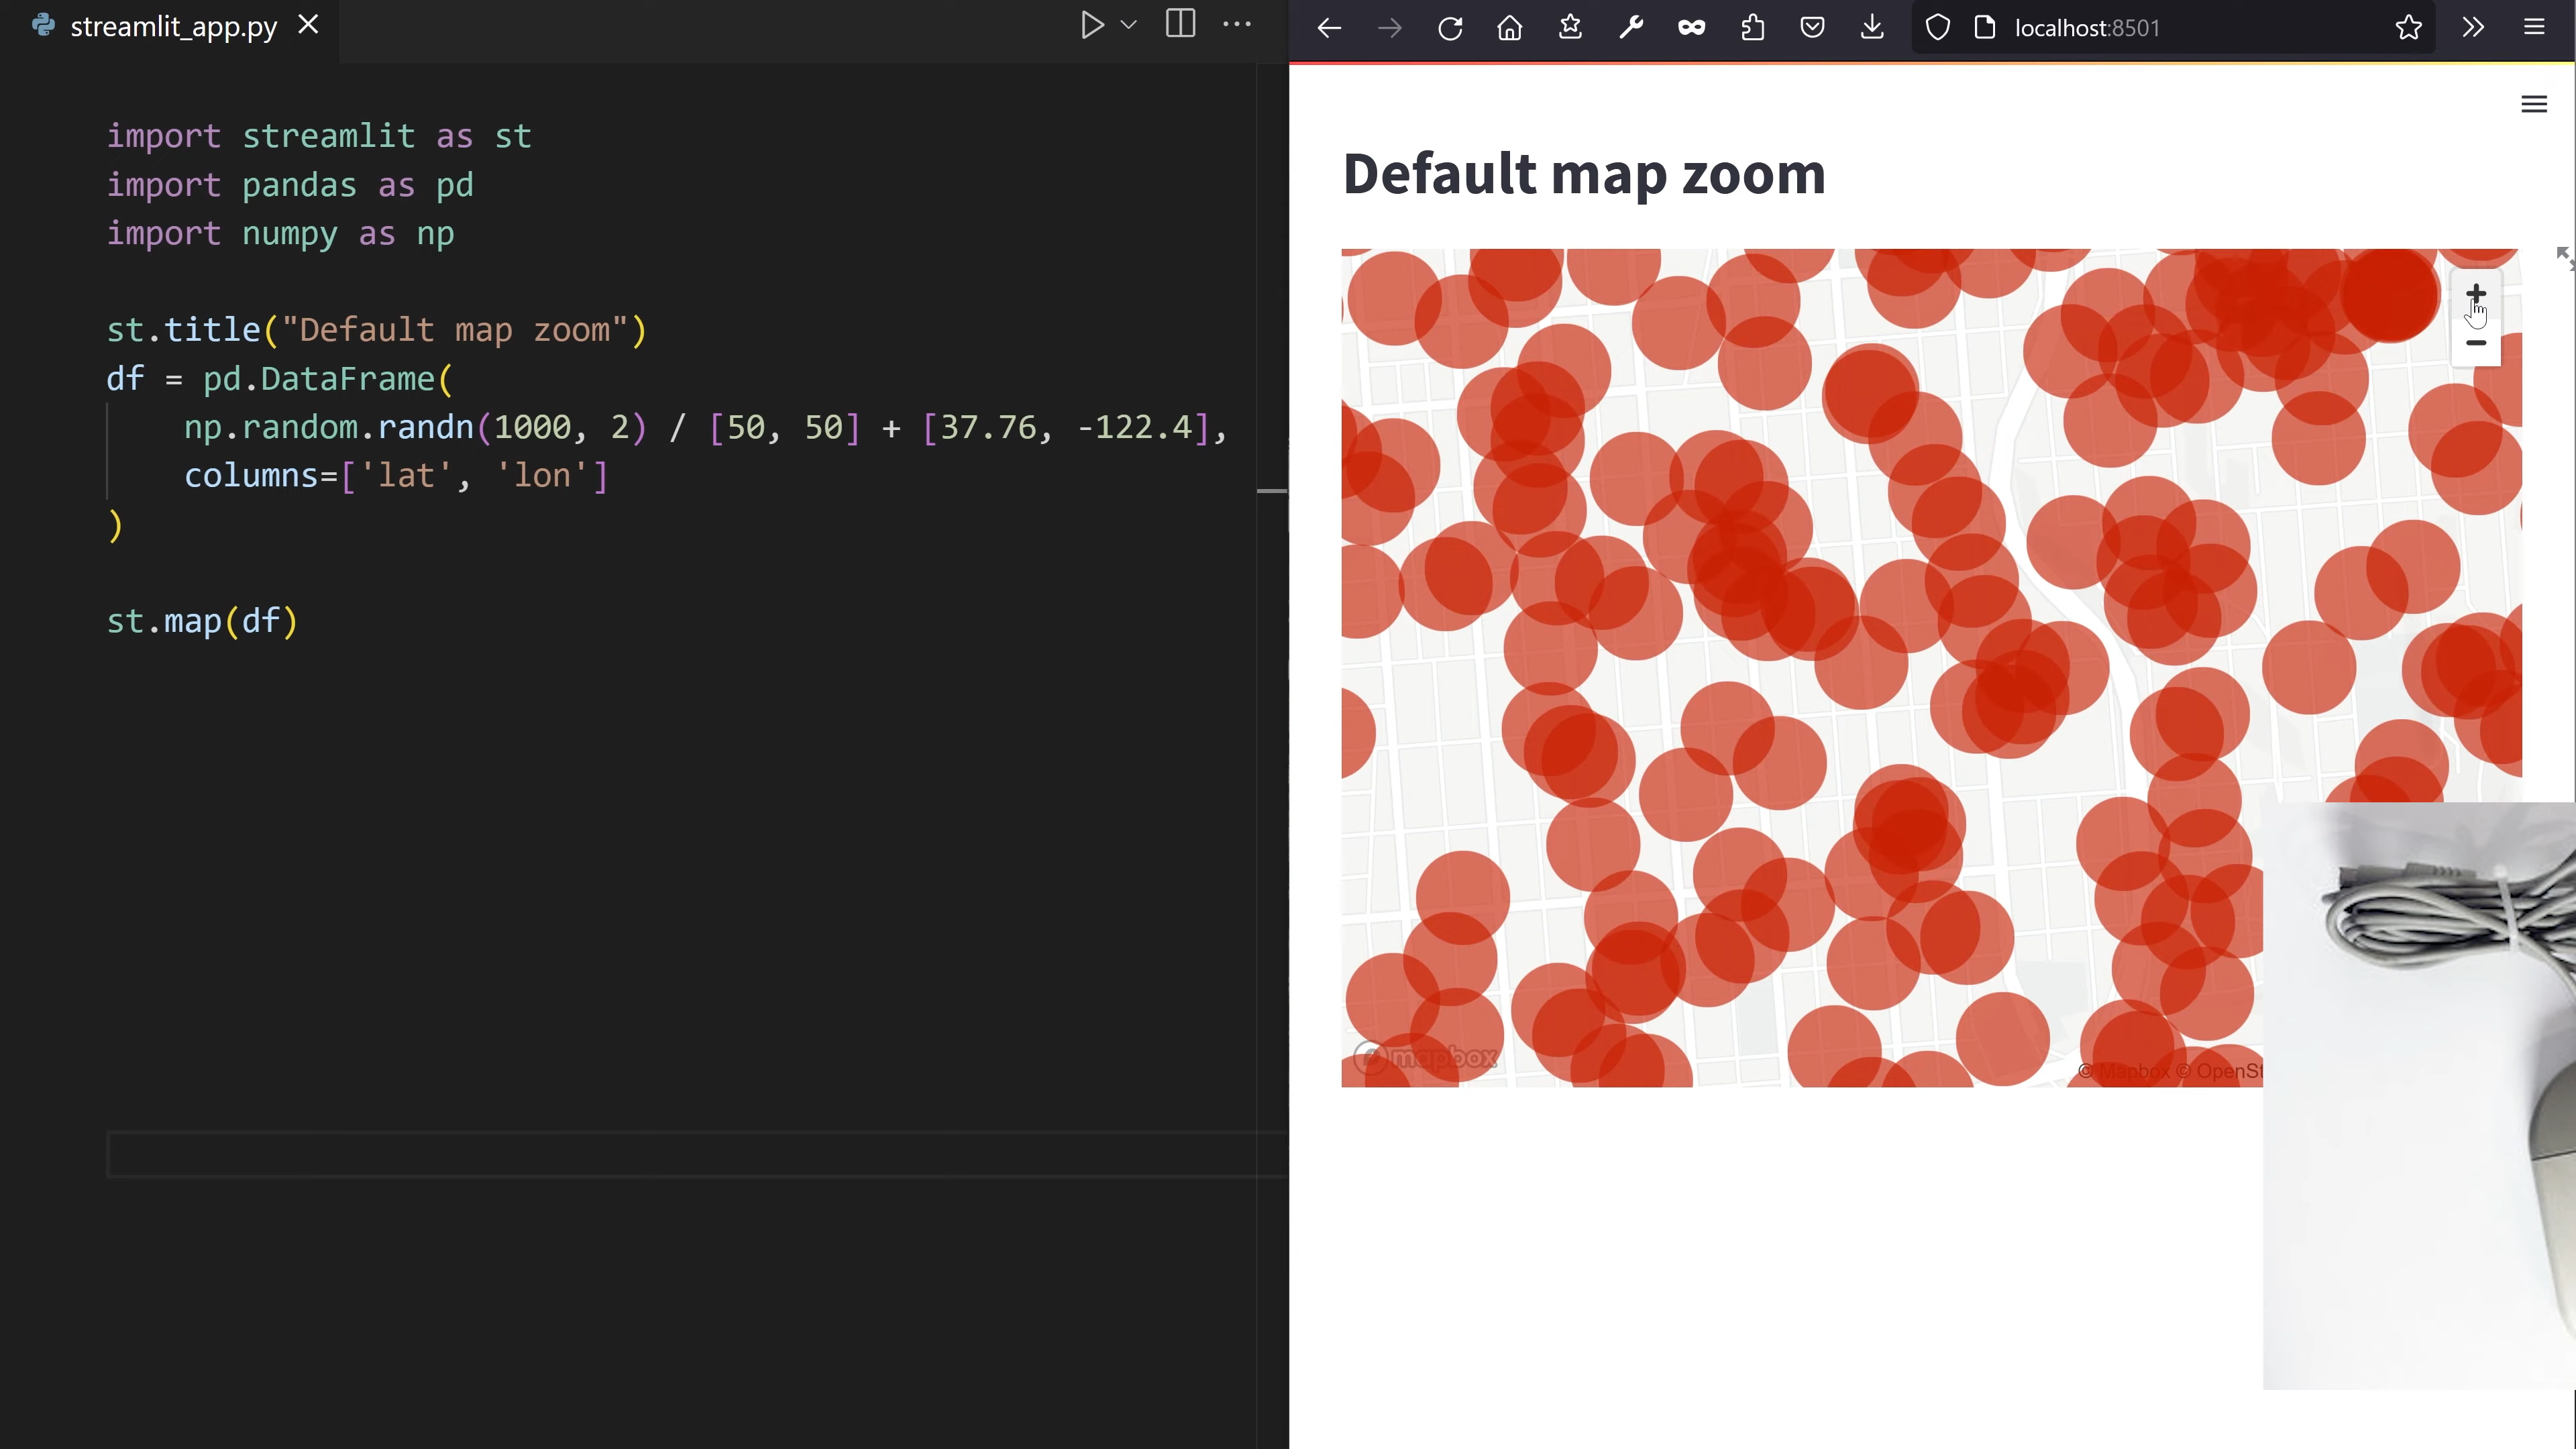 streamlit_app.py
import streamlit as st
import pandas as pd
import numpy as np
st.title("Default map zoom")
df = pd.DataFrame(
np.random.randn(1000, 2) / [50, 50] + [37.76, -122.4],
columns=['lat', 'lon']
)
st.map(df)
localhost:8501
Default map zoom
mapbox
© Mapbox © OpenSt